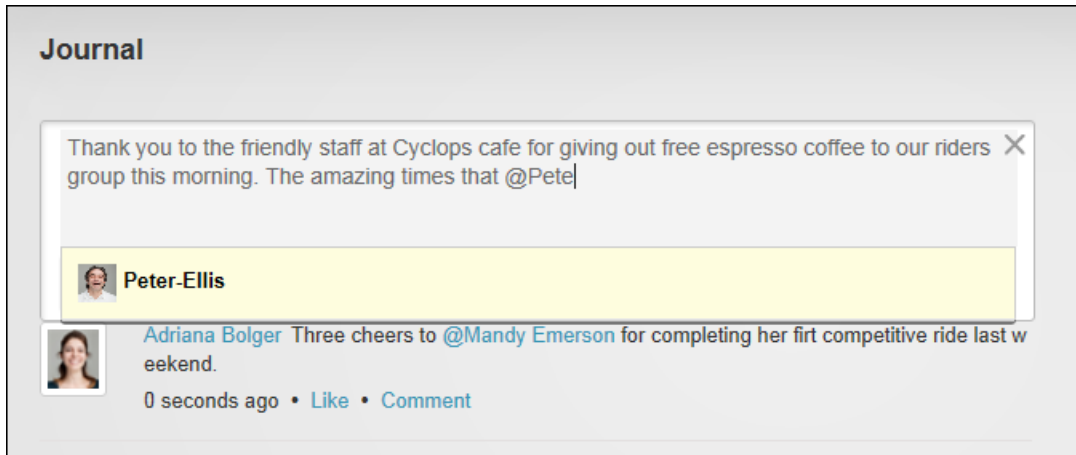 Journal
Thank you to the friendly staff at Cyclops cafe for giving out free espresso coffee to our riders
group this morning. The amazing times that @Pete
Peter-Ellis
Adriana Bolger Three cheers to @Mandy Emerson for completing her firt competitive ride last w
eekend.
0 seconds ago • Like • Comment